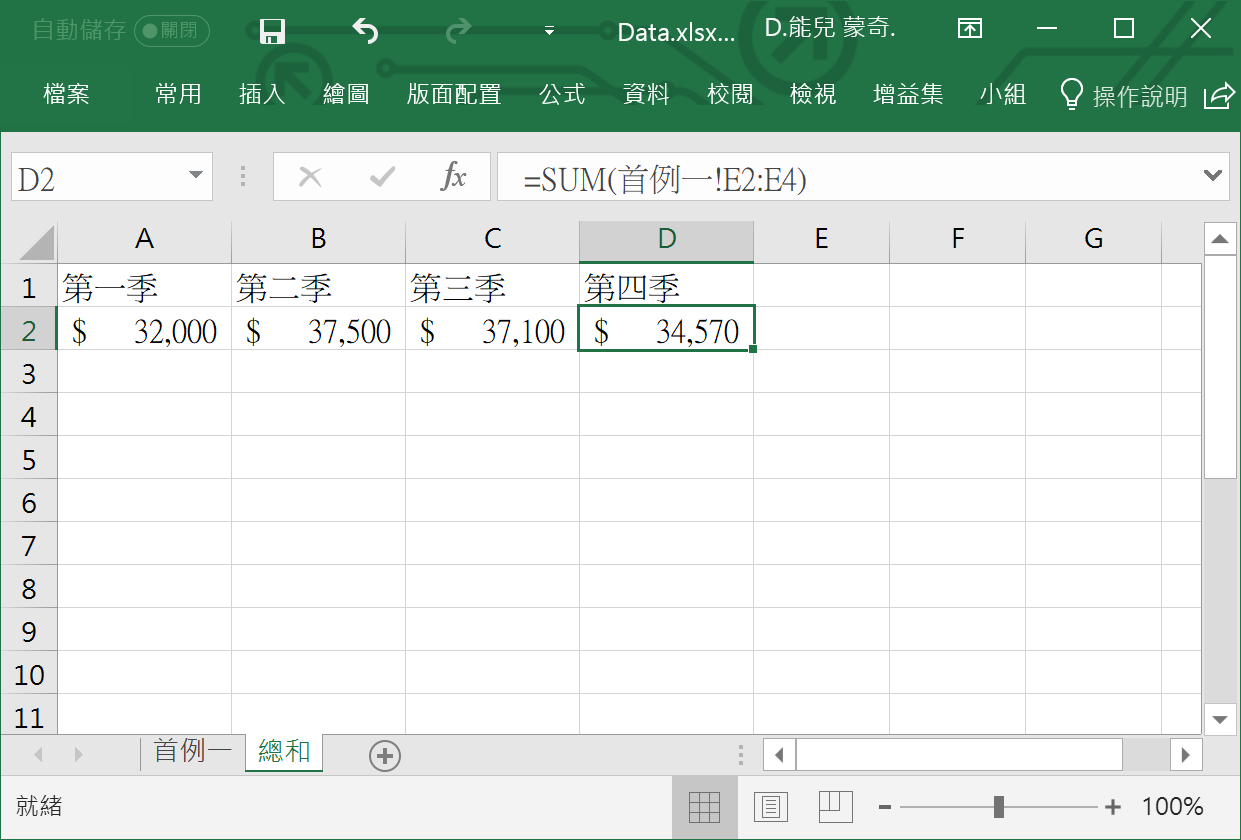 自動儲存 關閉 Data.xlsx... D.能兒 蒙奇.
檔案 常用 插入 繪圖 版面配置 公式 資料 校閱 檢視 增益集 小組 操作說明
D2 fx =SUM(首例一!E2:E4)
A B C D E F G
1 第一季 第二季 第三季 第四季
2 $ 32,000 $ 37,500 $ 37,100 $ 34,570
3
4
5
6
7
8
9
10
11
首例一 總和
就緒 100%